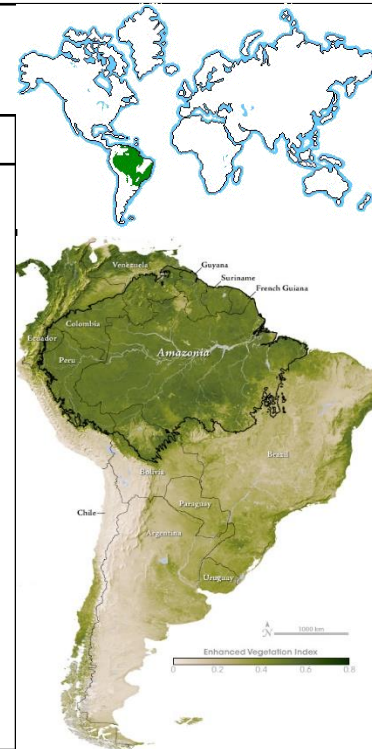 Venezuela
Guyana
Suriname
French Guiana
Colombia
Ecuador
Amazonia
Peru
Brazil
Bolivia
Paraguay
Chile
Argentina
Uruguay
N
1000 km
Enhanced Vegetation Index
0 0.2 0.4 0.6 0.8